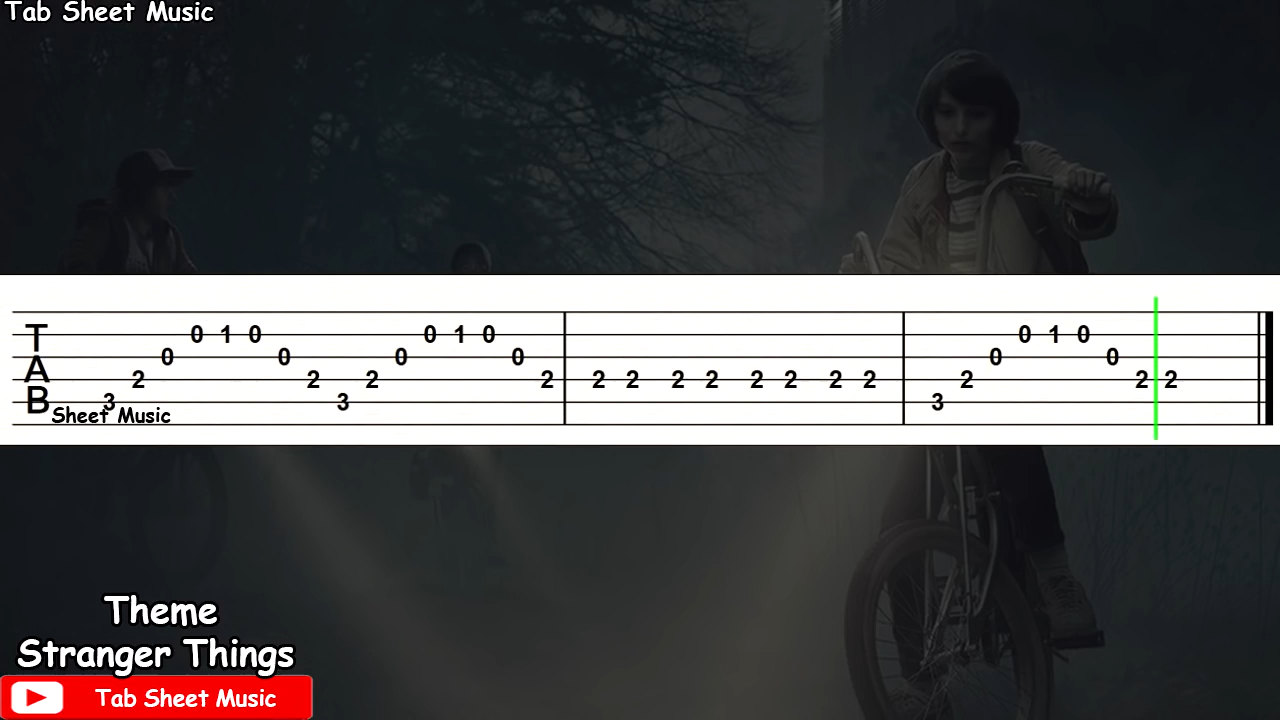 Tab Sheet Music
T
A
B
0 1 0 0 1 0 0 1 0
0 0 0 0 0 0
2 2 2 2 2 2 2 2 2 2 2 2 2 2 2
3 3 3
Sheet Music
Theme
Stranger Things
Tab Sheet Music